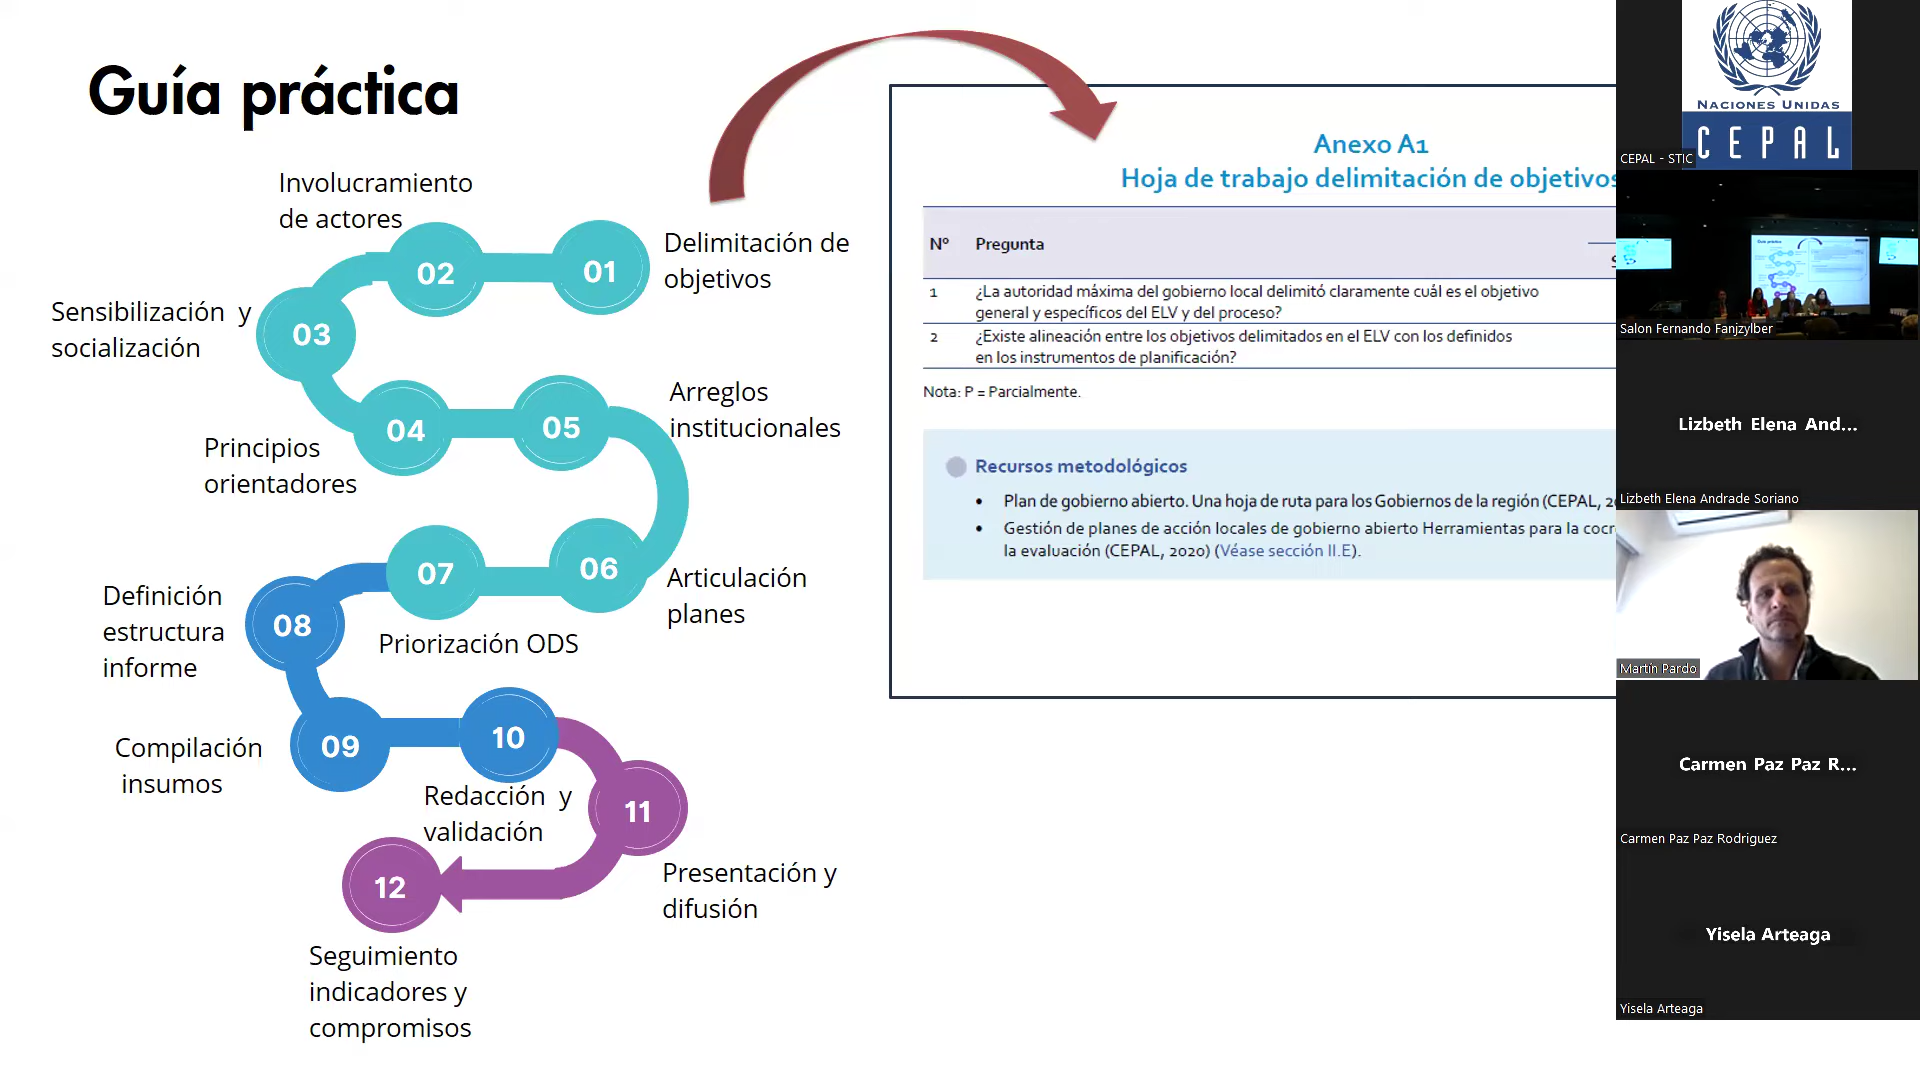 Guía práctica
Involucramiento
de actores
Delimitación de
objetivos
02
01
Sensibilización y
socialización
03
Arreglos
institucionales
04
05
Principios
orientadores
07
06
Articulación
planes
Definición
estructura
informe
08
Priorización ODS
Compilación
insumos
09
10
Redacción y
validación
11
12
Presentación y
difusión
Seguimiento
indicadores y
compromisos
Anexo A1
Hoja de trabajo delimitación de objetivos
Nº Pregunta
1 ¿La autoridad máxima del gobierno local delimitó claramente cuál es el objetivo
general y específicos del ELV y del proceso?
2 ¿Existe alineación entre los objetivos delimitados en el ELV con los definidos
en los instrumentos de planificación?
Nota: P = Parcialmente.
Recursos metodológicos
• Plan de gobierno abierto. Una hoja de ruta para los Gobiernos de la región (CEPAL, 
• Gestión de planes de acción locales de gobierno abierto Herramientas para la
la evaluación (CEPAL, 2020) (Véase sección II.E).
NACIONES UNIDAS
CEPAL
CEPAL - STIC
Salon Fernando Fanjzylber
Lizbeth Elena And...
Lizbeth Elena Andrade Soriano
Martín Pardo
Carmen Paz Paz R...
Carmen Paz Paz Rodriguez
Yisela Arteaga
Yisela Arteaga